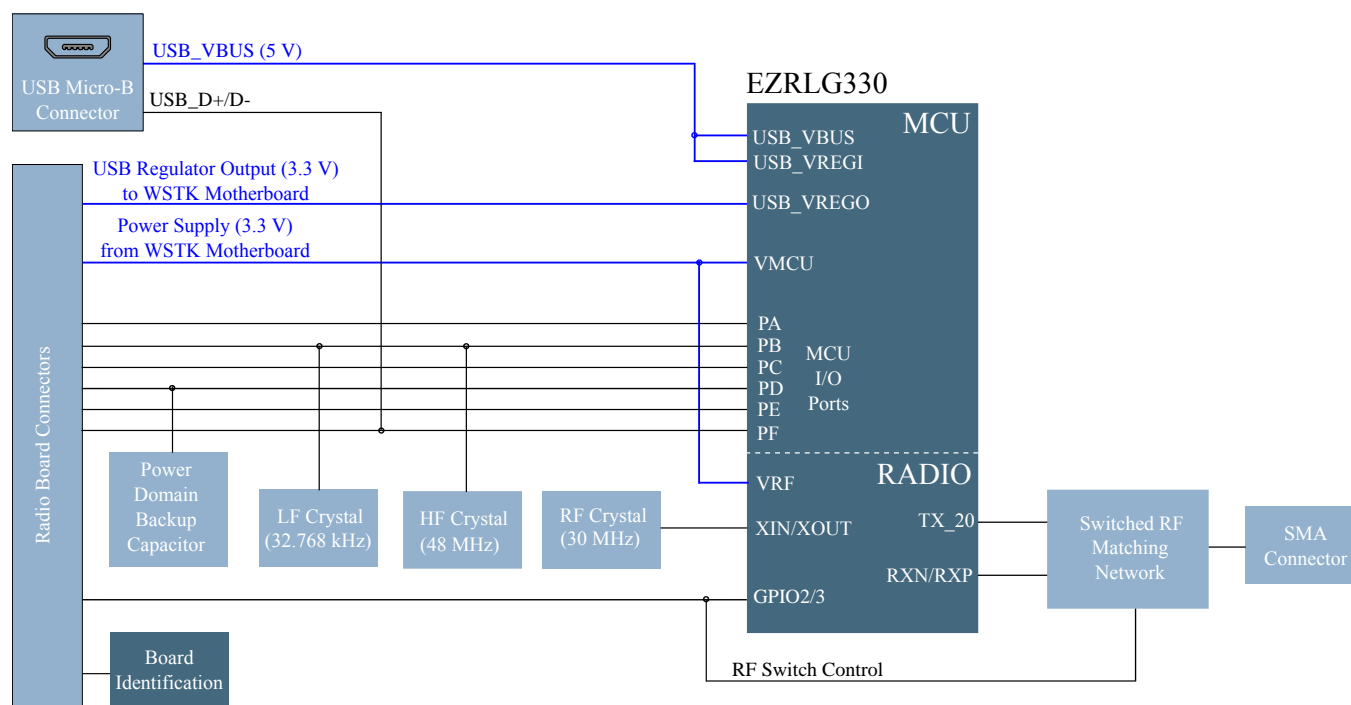 USB Micro-B
Connector
USB_VBUS (5 V)
USB_D+/D-
Radio Board Connectors
USB Regulator Output (3.3 V)
to WSTK Motherboard
Power Supply (3.3 V)
from WSTK Motherboard
EZRLG330
MCU
USB_VBUS
USB_VREGI
USB_VREGO
VMCU
PA
PB
PC
PD
PE
PF
MCU
I/O
Ports
Power
Domain
Backup
Capacitor
LF Crystal
(32.768 kHz)
HF Crystal
(48 MHz)
RF Crystal
(30 MHz)
RADIO
VRF
XIN/XOUT
GPIO2/3
TX_20
RXN/RXP
Switched RF
Matching
Network
SMA
Connector
Board
Identification
RF Switch Control